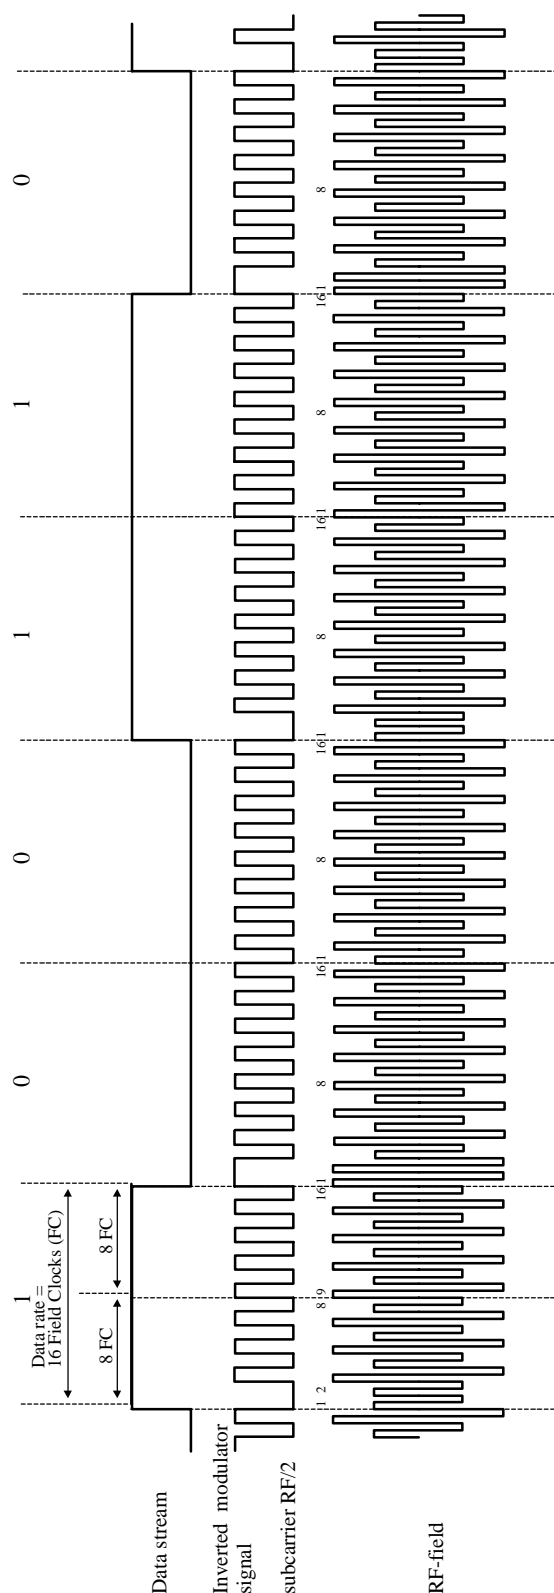 1 0 0 1 1 0
Data rate =
16 Field Clocks (FC)
8 FC 8 FC
Data stream
Inverted modulator
signal
subcarrier RF/2
1 2 8 9 16 1 8 16 1 8 16 1 8 16 1 8 16 1 8
RF-field